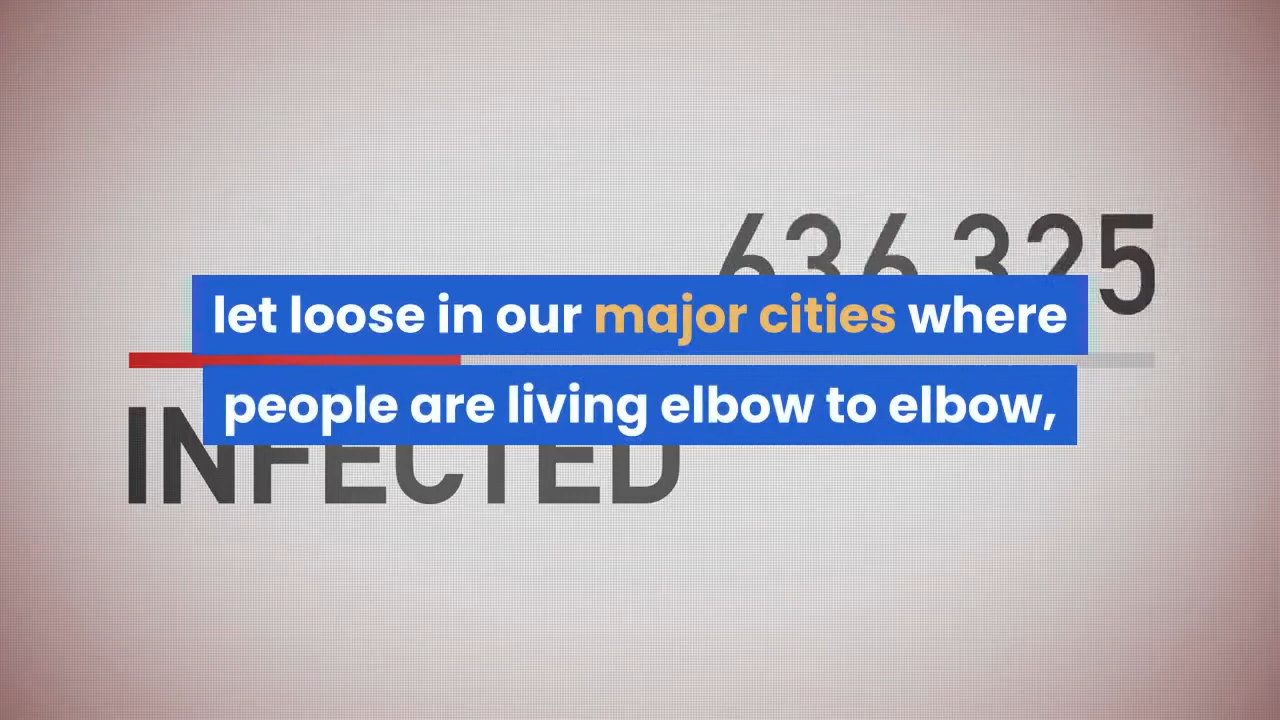 636,325
let loose in our major cities where
people are living elbow to elbow,
INFECTED